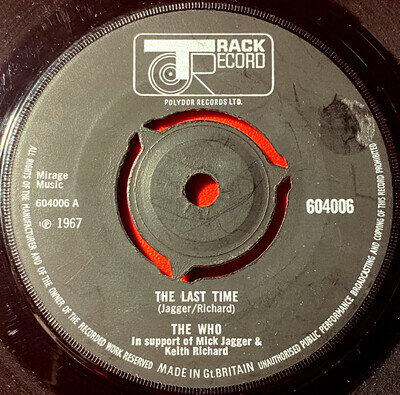 TRACK
RECORD
POLYDOR RECORDS LTD.
Mirage
Music
604006 A
℗ 1967
604006
THE LAST TIME
(Jagger/Richard)
THE WHO
In support of Mick Jagger &
Keith Richard
ALL RIGHTS OF THE MANUFACTURER AND OF THE OWNER OF THE RECORDED WORK RESERVED
UNAUTHORISED PUBLIC PERFORMANCE BROADCASTING AND COPYING OF THIS RECORD PROHIBITED
MADE IN Gt. BRITAIN